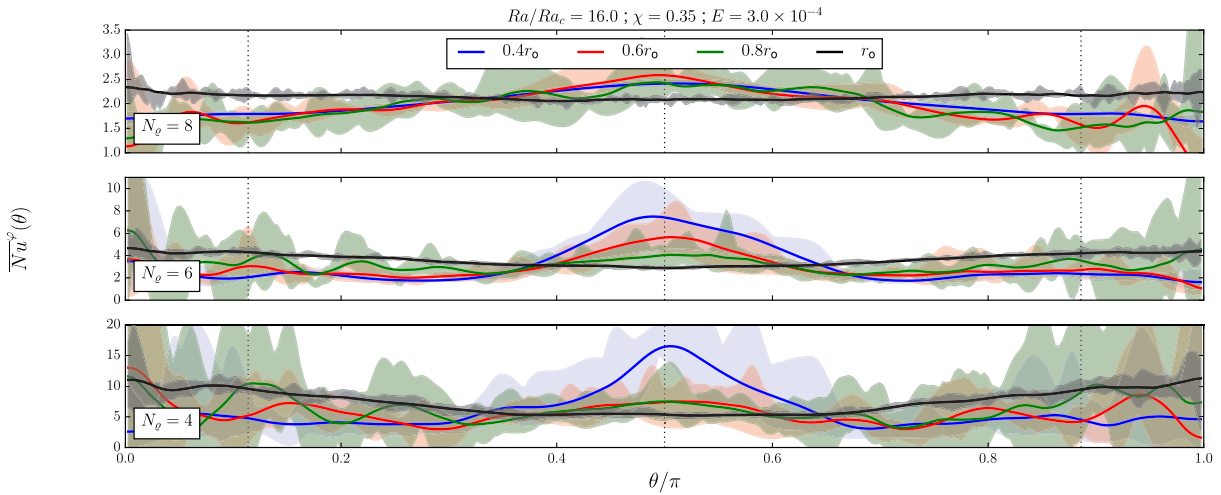 Ra/Ra_c = 16.0 ; χ = 0.35 ; E = 3.0 × 10⁻⁴
0.4r_o 0.6r_o 0.8r_o r_o
3.5
3.0
2.5
2.0
1.5
1.0
N_ϱ = 8
10
8
6
4
2
0
N_ϱ = 6
20
15
10
5
0
N_ϱ = 4
0.0 0.2 0.4 0.6 0.8 1.0
θ/π
\overline{Nu}^φ(θ)